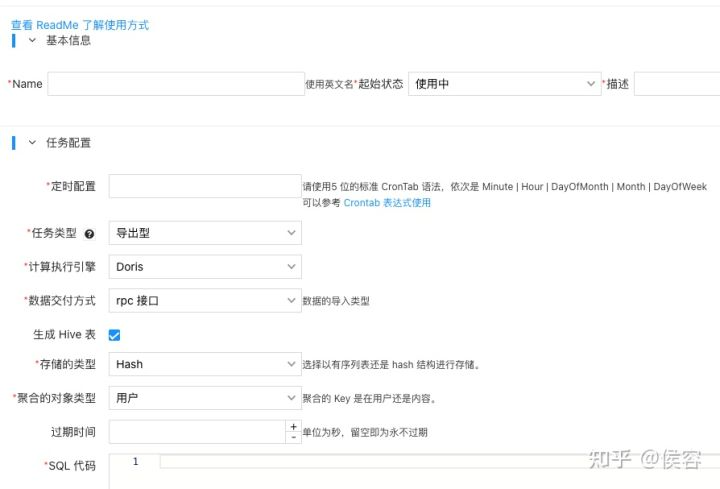 查看 ReadMe 了解使用方式
基本信息
*Name 使用英文名 *起始状态 使用中 *描述
任务配置
*定时配置 请使用5 位的标准 CronTab 语法，依次是 Minute | Hour | DayOfMonth | Month | DayOfWeek
可以参考 Crontab 表达式使用
*任务类型 ? 导出型
*计算执行引擎 Doris
*数据交付方式 rpc 接口 数据的导入类型
生成 Hive 表
*存储的类型 Hash 选择以有序列表还是 hash 结构进行存储。
*聚合的对象类型 用户 聚合的 Key 是在用户还是内容。
过期时间 + - 单位为秒，留空即为永不过期
*SQL 代码 1
知乎 @侯容